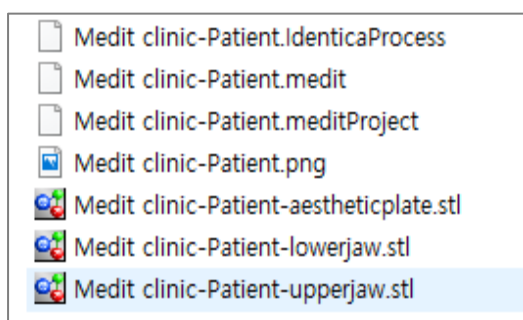 Medit clinic-Patient.IdenticaProcess
Medit clinic-Patient.medit
Medit clinic-Patient.meditProject
Medit clinic-Patient.png
Medit clinic-Patient-aestheticplate.stl
Medit clinic-Patient-lowerjaw.stl
Medit clinic-Patient-upperjaw.stl